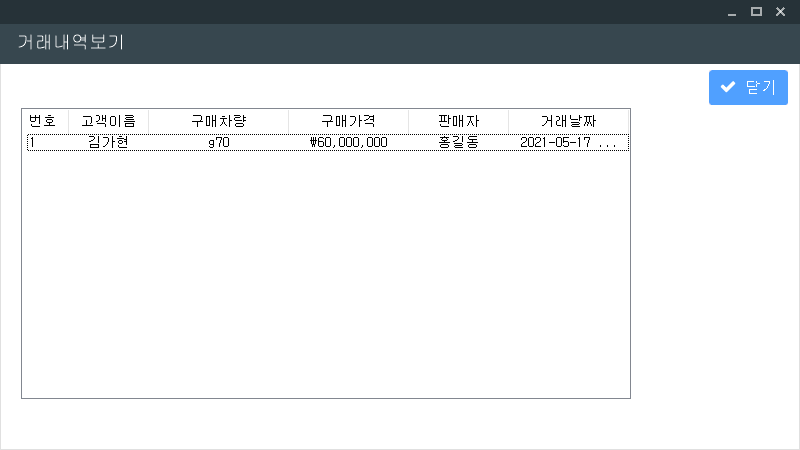 거래내역보기
닫기
번호 고객이름 구매차량 구매가격 판매자 거래날짜
1 김가현 g70 ₩60,000,000 홍길동 2021-05-17 ...